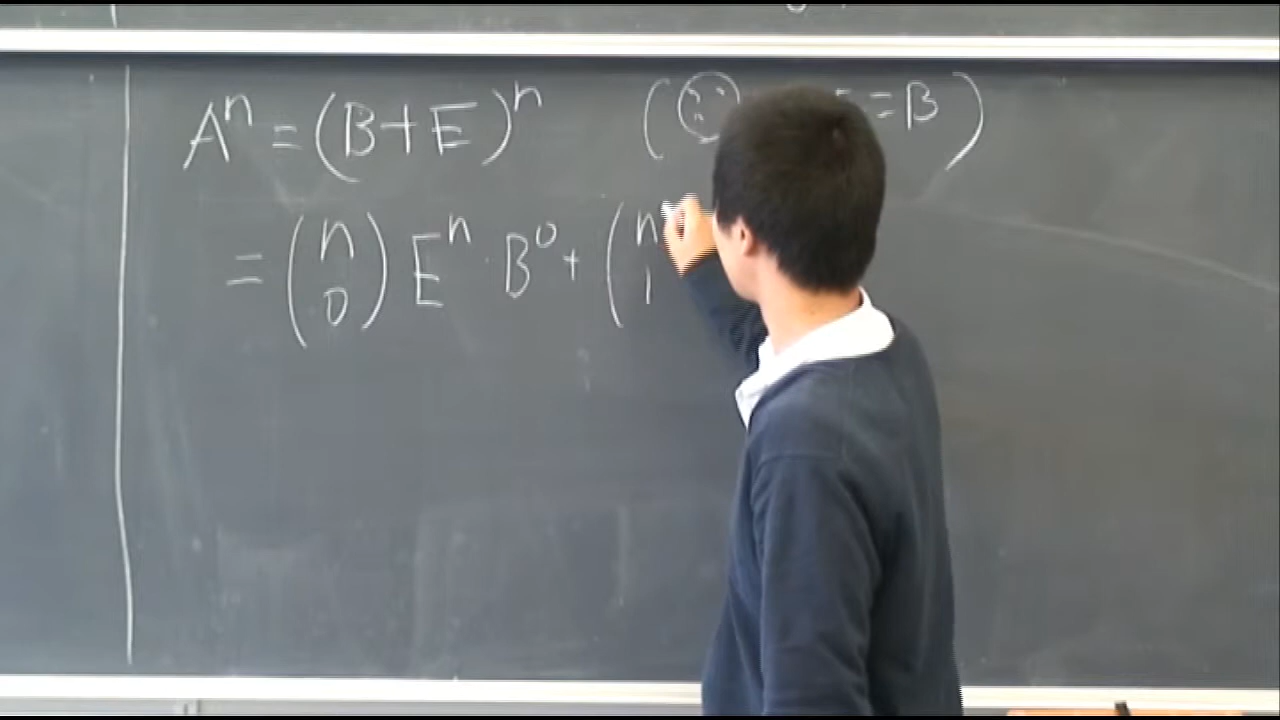 Aⁿ = (B+E)ⁿ ( = B )
= (n 0) Eⁿ · B⁰ + (n 1